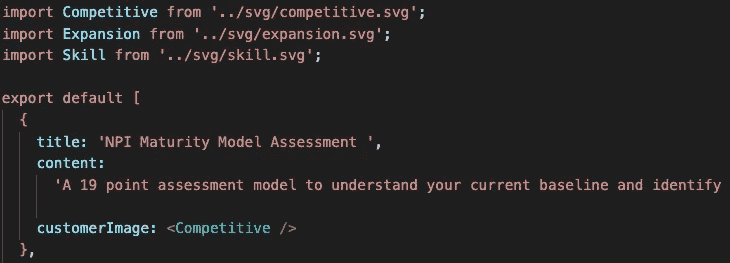 import Competitive from '../svg/competitive.svg';
import Expansion from '../svg/expansion.svg';
import Skill from '../svg/skill.svg';
export default [
{
title: 'NPI Maturity Model Assessment ',
content:
'A 19 point assessment model to understand your current baseline and identify
customerImage: <Competitive />
},